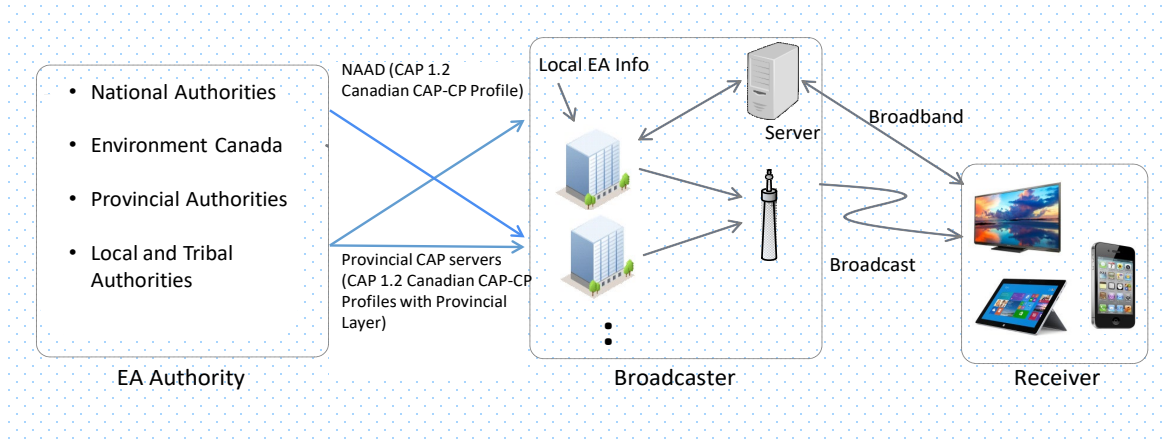 • National Authorities
• Environment Canada
• Provincial Authorities
• Local and Tribal
Authorities
EA Authority
NAAD (CAP 1.2
Canadian CAP-CP Profile)
Provincial CAP servers
(CAP 1.2 Canadian CAP-CP
Profiles with Provincial
Layer)
Local EA Info
Server
Broadcaster
Broadband
Broadcast
Receiver